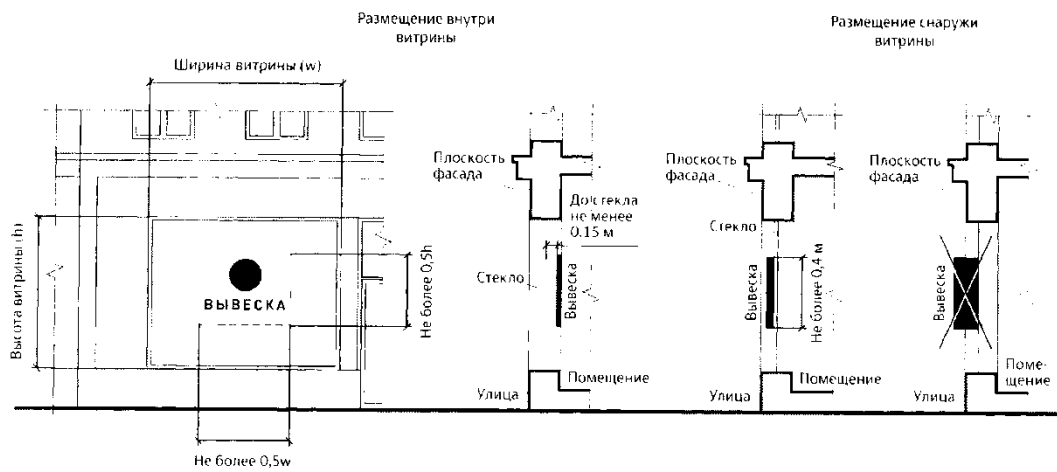 Размещение внутри
витрины
Размещение снаружи
витрины
Ширина витрины (w)
Высота витрины (h)
ВЫВЕСКА
Не более 0,5h
Не более 0,5w
Плоскость
фасада
До стекла
не менее
0.15 м
Стекло
Вывеска
Улица
Помещение
Плоскость
фасада
Стекло
Вывеска
Не более 0,4 м
Улица
Помещение
Плоскость
фасада
Вывеска
Улица
Поме-
щение